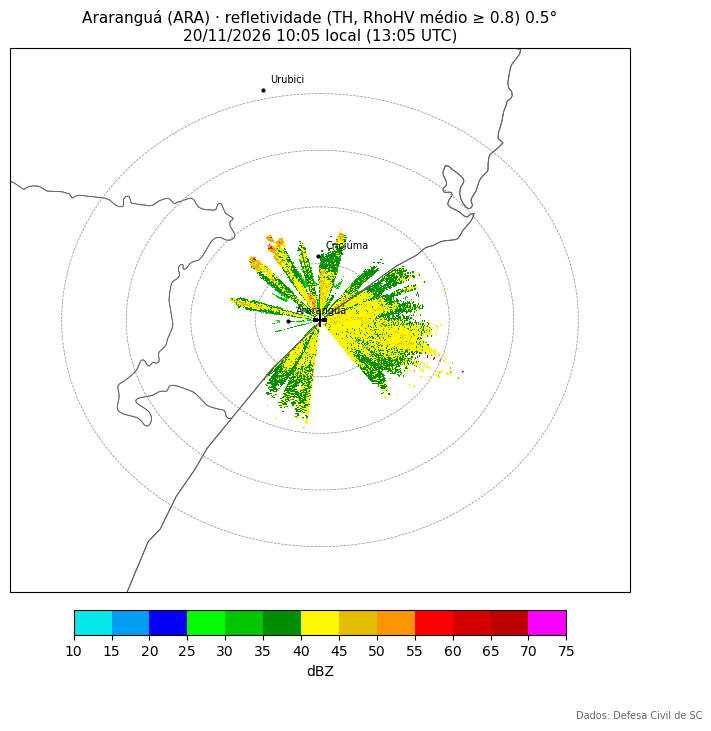 Araranguá (ARA) · refletividade (TH, RhoHV médio ≥ 0.8) 0.5°
20/11/2026 10:05 local (13:05 UTC)
Urubici
Criciúma
Araranguá
10 15 20 25 30 35 40 45 50 55 60 65 70 75
dBZ
Dados: Defesa Civil de SC